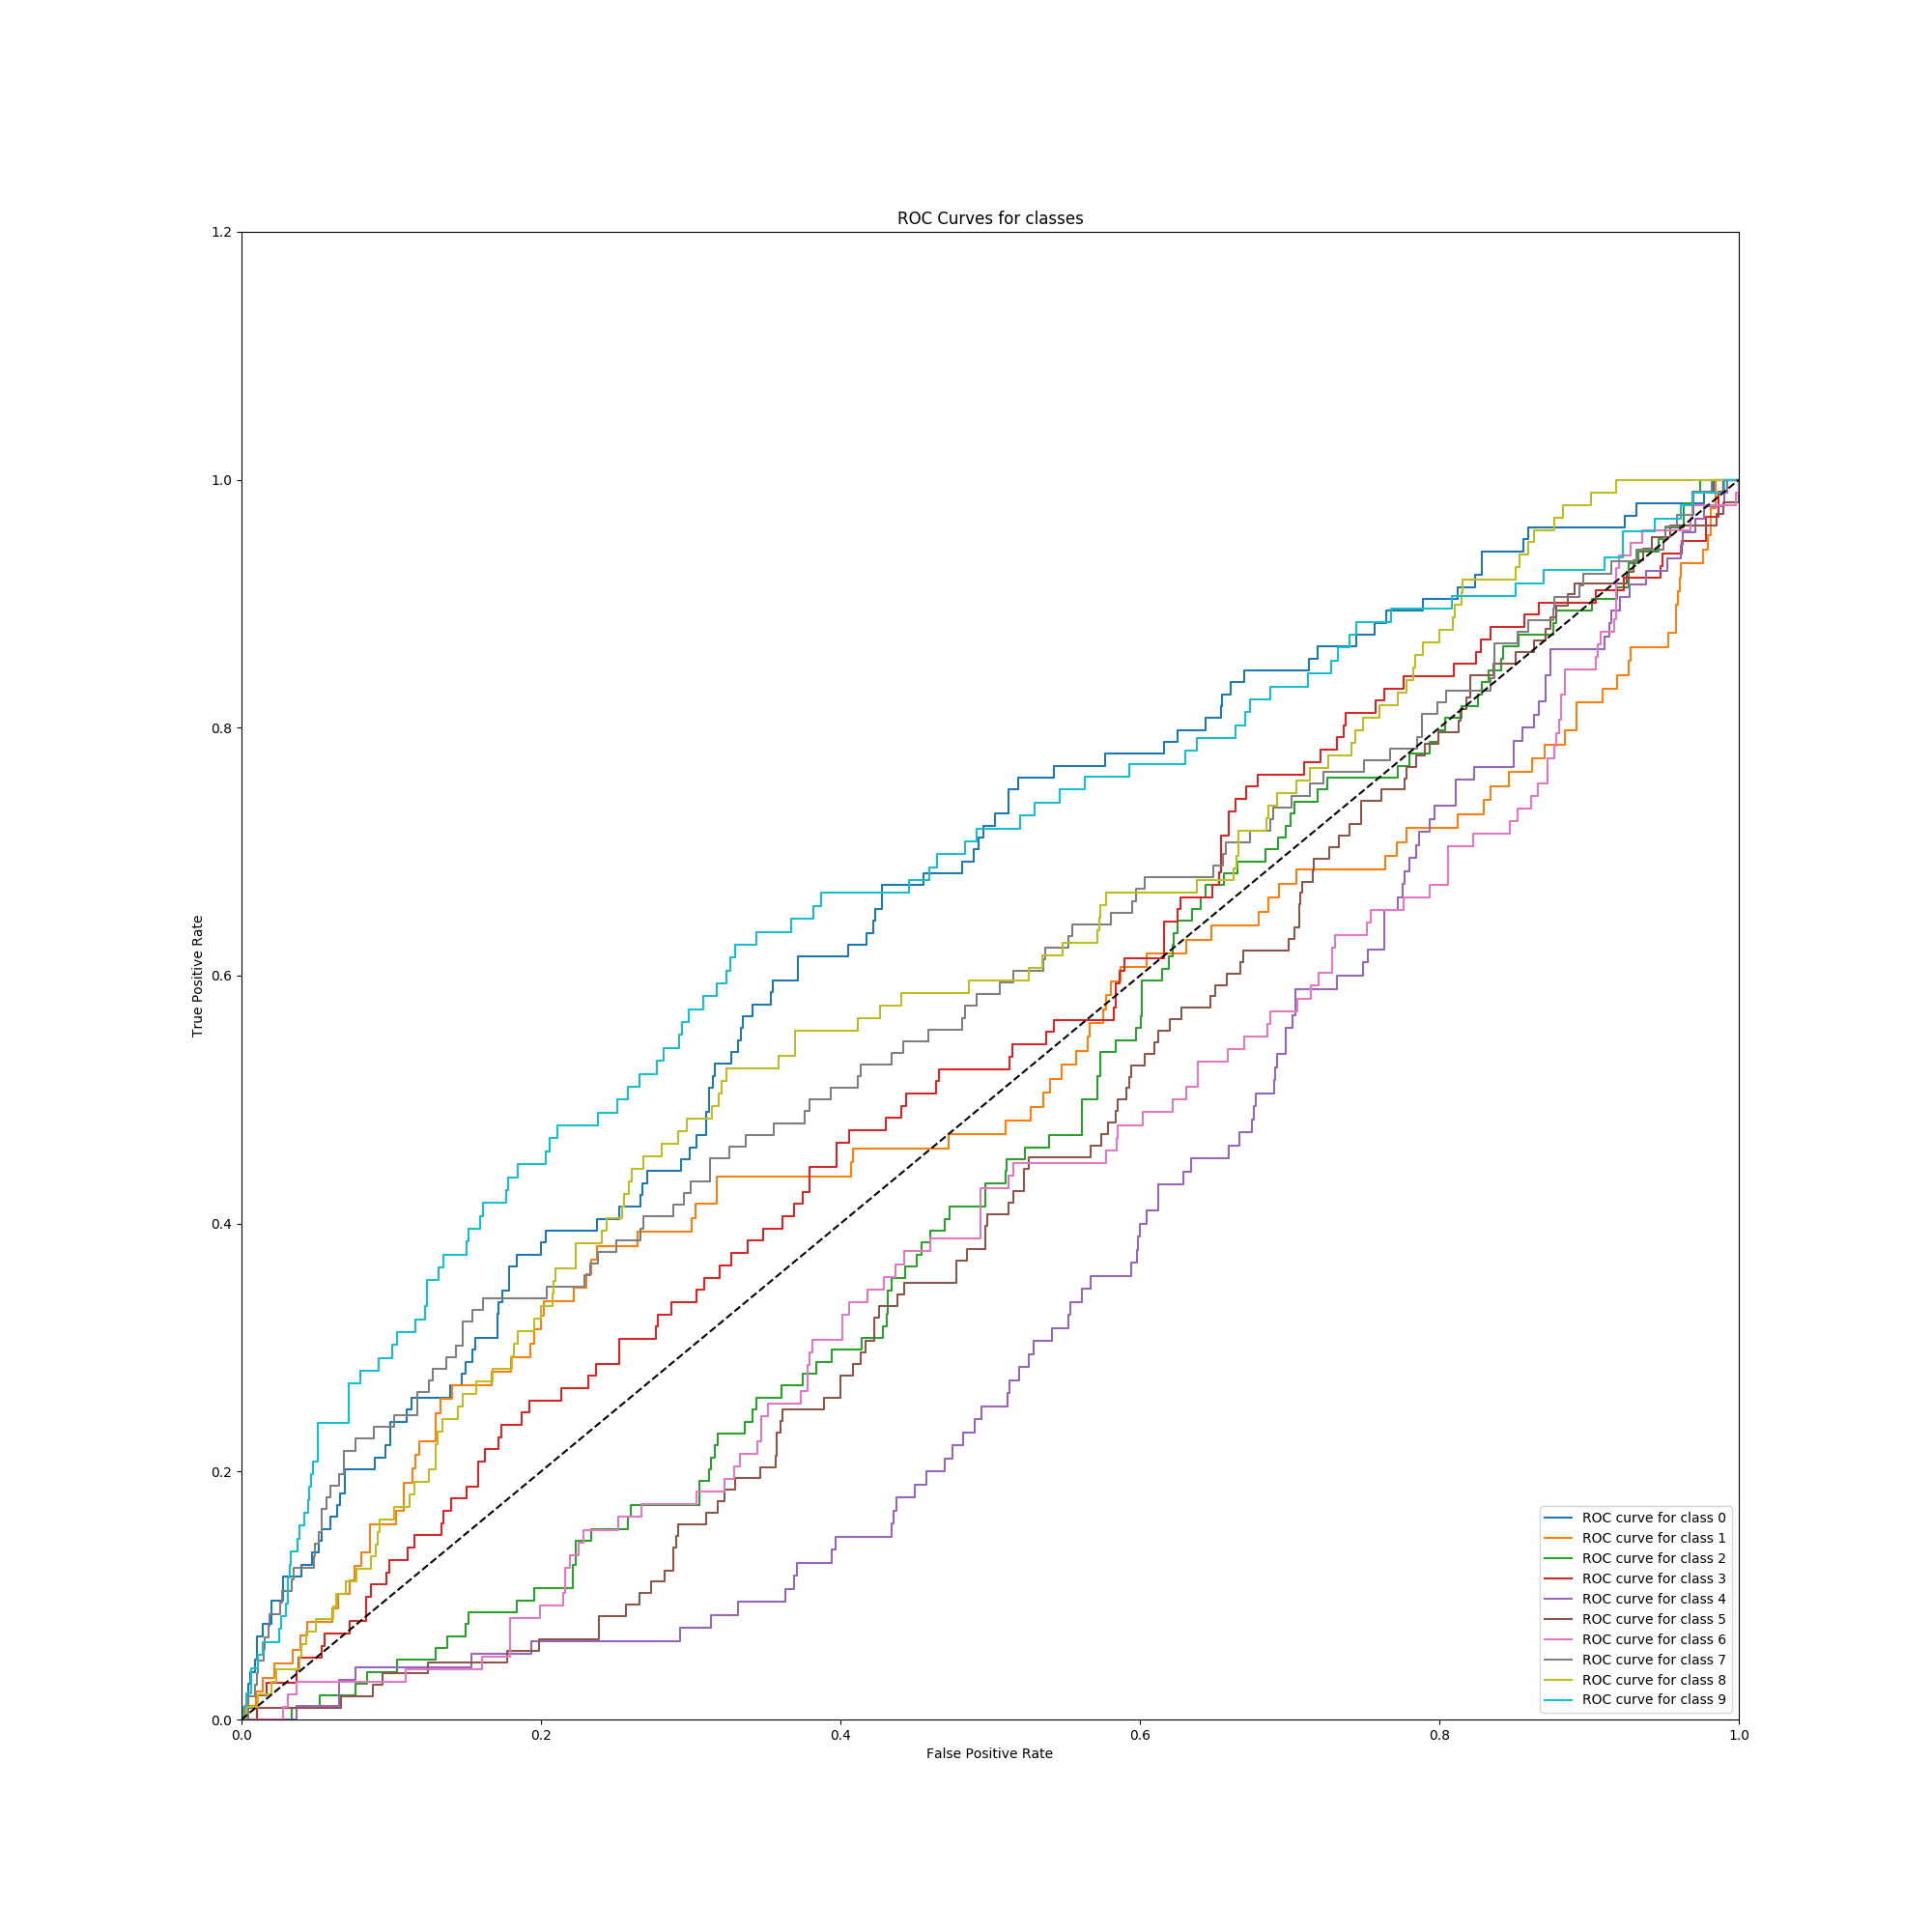 ROC Curves for classes
1.2
1.0
0.8
0.6
0.4
0.2
0.0
True Positive Rate
0.0 0.2 0.4 0.6 0.8 1.0
False Positive Rate
ROC curve for class 0
ROC curve for class 1
ROC curve for class 2
ROC curve for class 3
ROC curve for class 4
ROC curve for class 5
ROC curve for class 6
ROC curve for class 7
ROC curve for class 8
ROC curve for class 9